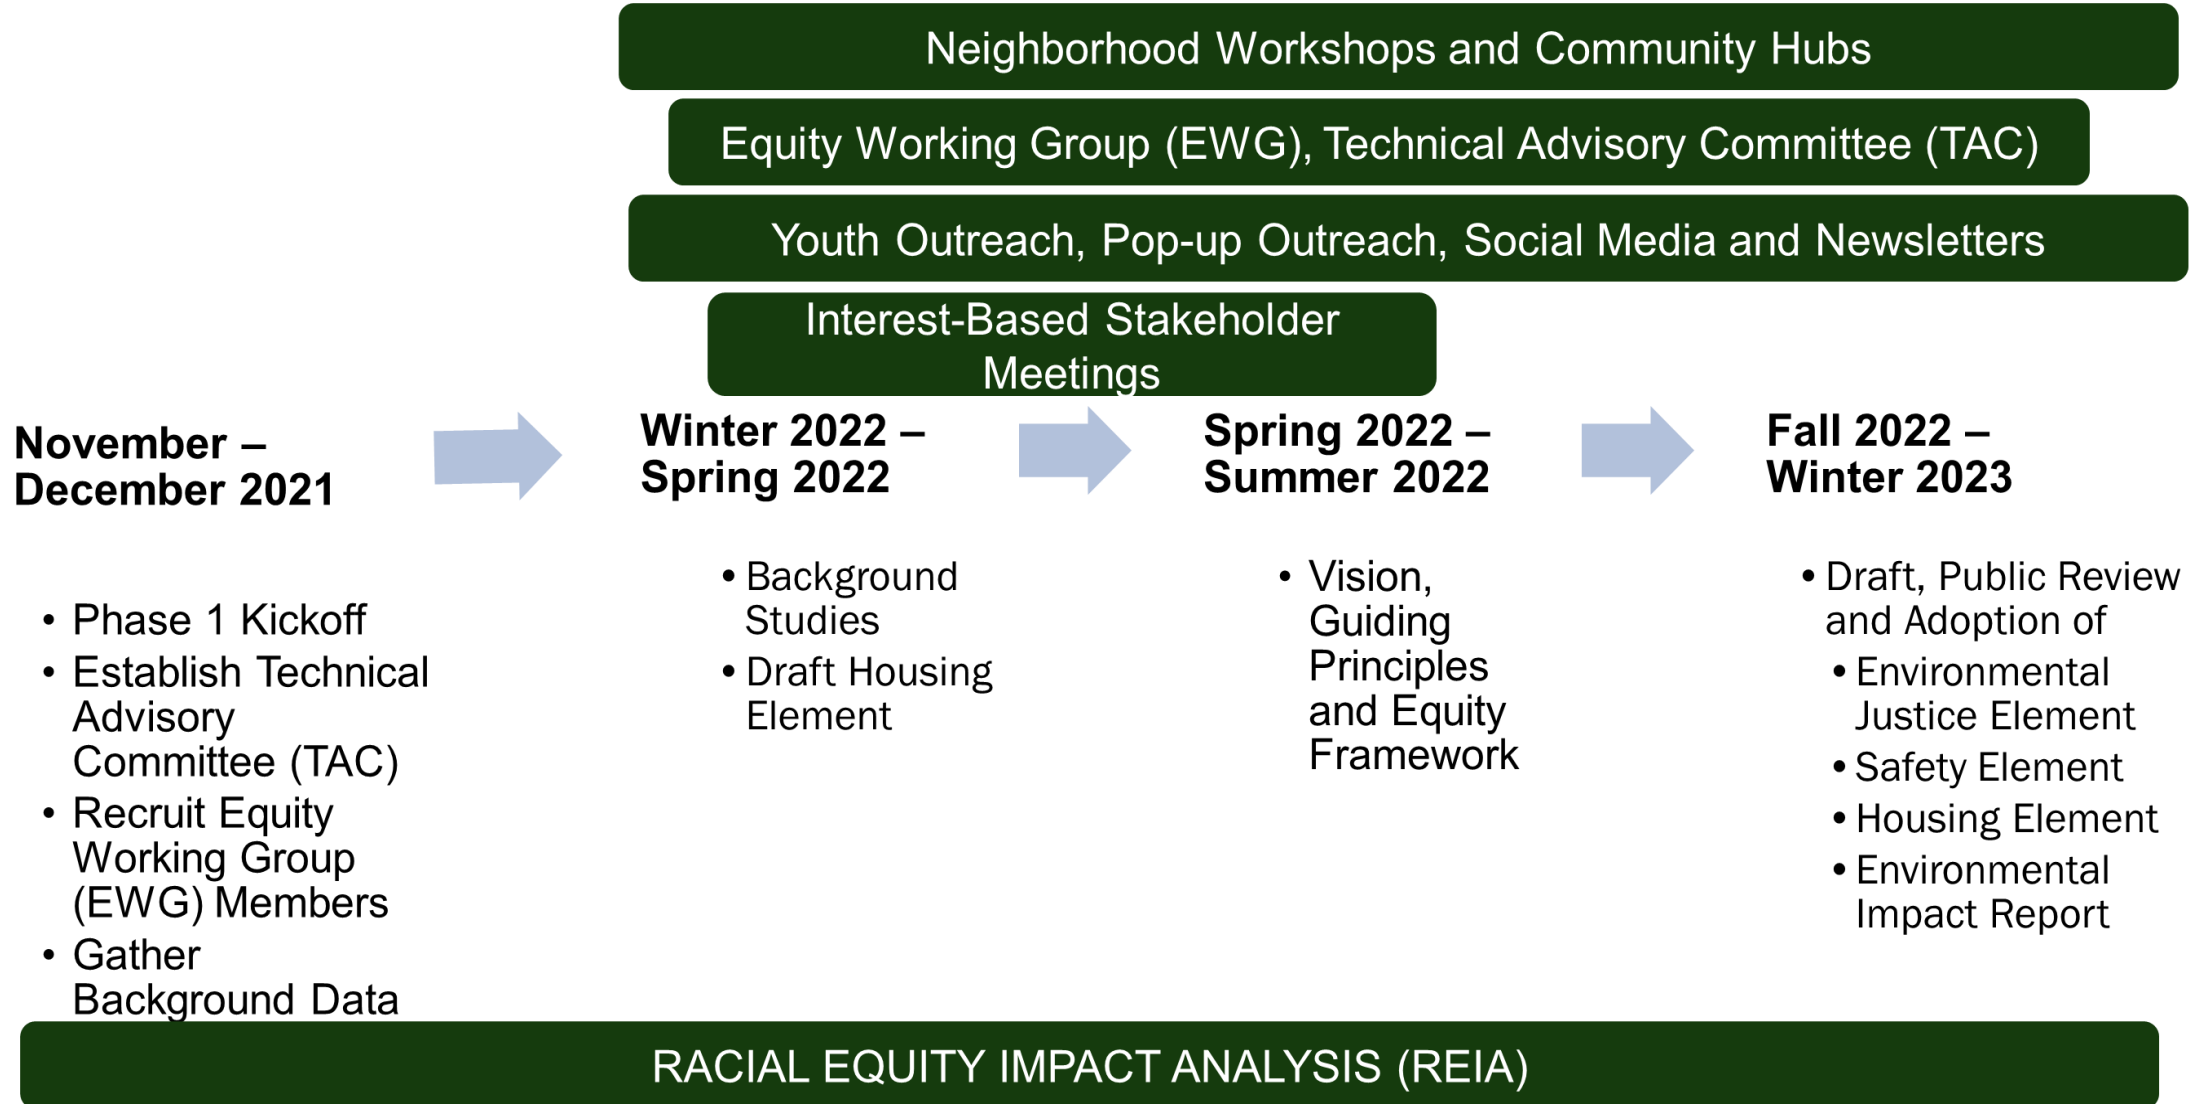 Neighborhood Workshops and Community Hubs
Equity Working Group (EWG), Technical Advisory Committee (TAC)
Youth Outreach, Pop-up Outreach, Social Media and Newsletters
Interest-Based Stakeholder
Meetings
November –
December 2021
• Phase 1 Kickoff
• Establish Technical
Advisory
Committee (TAC)
• Recruit Equity
Working Group
(EWG) Members
• Gather
Background Data
Winter 2022 –
Spring 2022
• Background
Studies
• Draft Housing
Element
Spring 2022 –
Summer 2022
• Vision,
Guiding
Principles
and Equity
Framework
Fall 2022 –
Winter 2023
• Draft, Public Review
and Adoption of
• Environmental
Justice Element
• Safety Element
• Housing Element
• Environmental
Impact Report
RACIAL EQUITY IMPACT ANALYSIS (REIA)